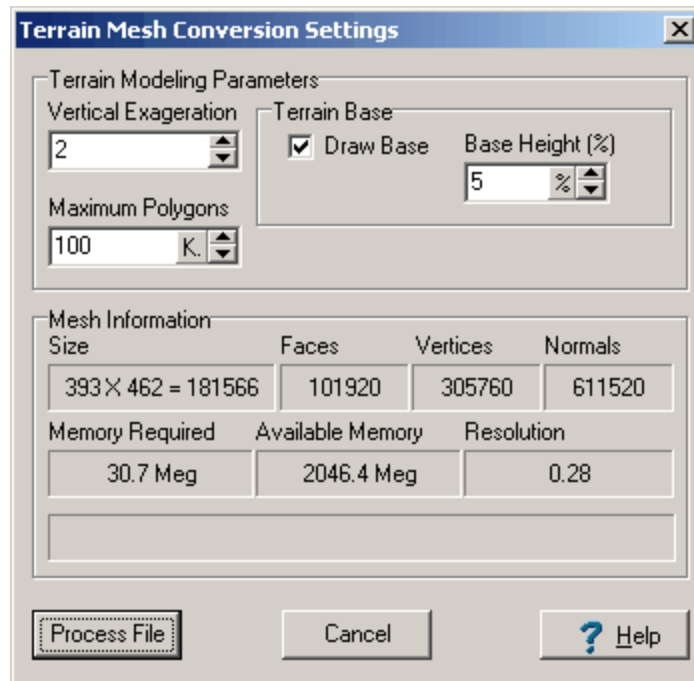 Terrain Mesh Conversion Settings
Terrain Modeling Parameters
Vertical Exageration
2
Terrain Base
Draw Base
Base Height (%)
5 %
Maximum Polygons
100 K.
Mesh Information
Size Faces Vertices Normals
393 X 462 = 181566 101920 305760 611520
Memory Required Available Memory Resolution
30.7 Meg 2046.4 Meg 0.28
Process File Cancel ? Help